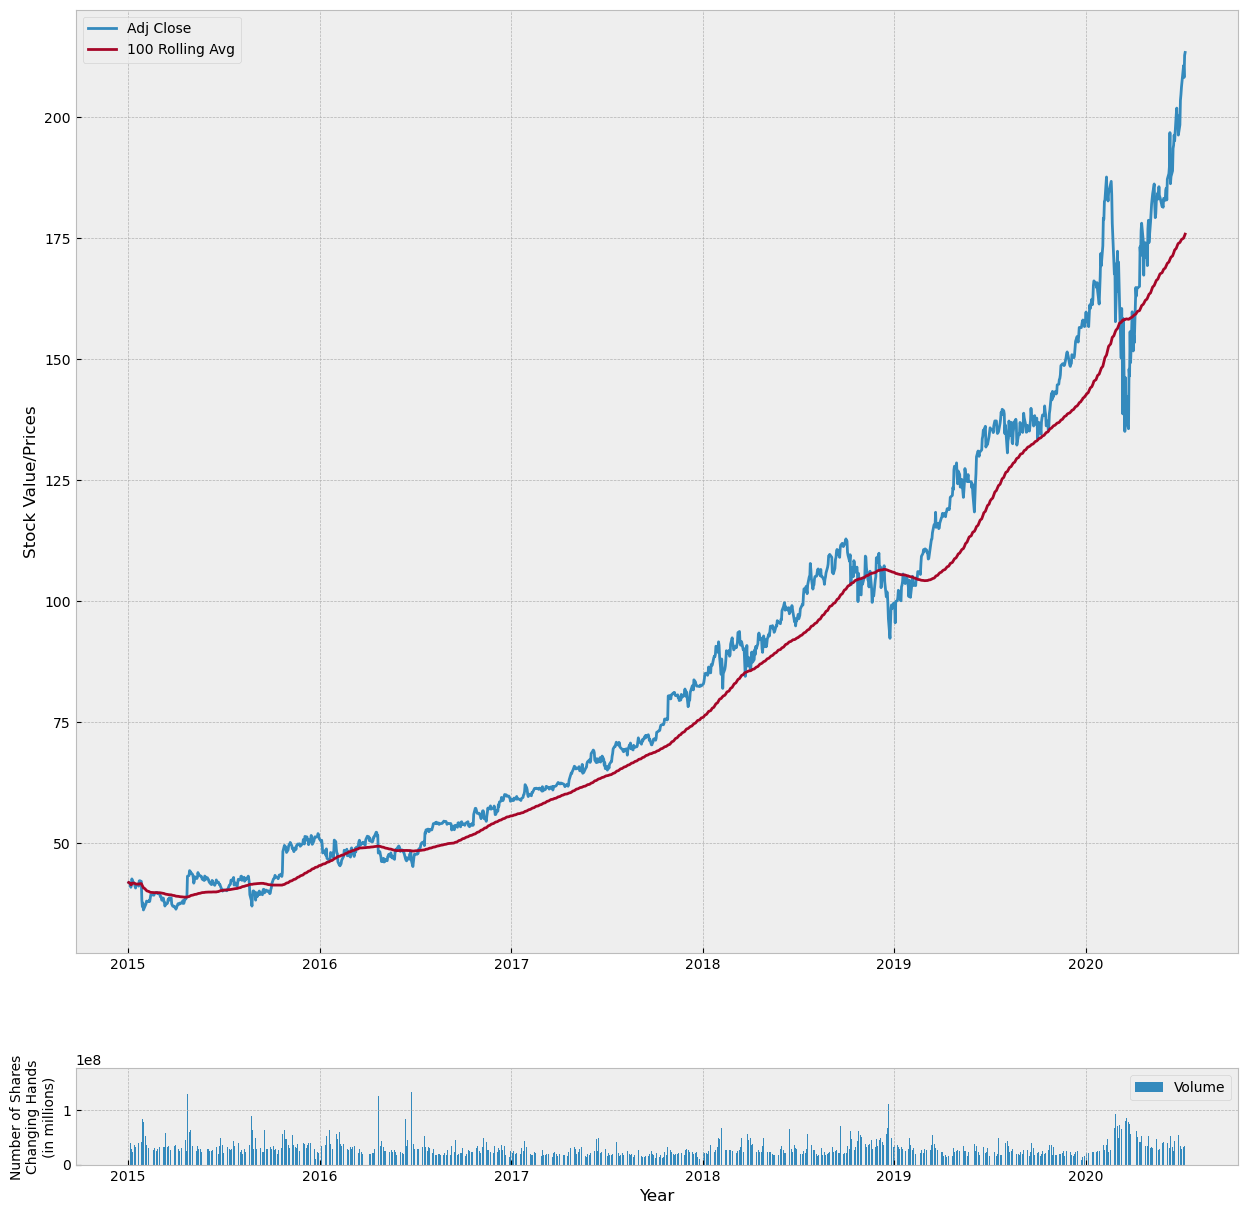 Adj Close
100 Rolling Avg
200
175
150
125
100
75
50
Stock Value/Prices
2015 2016 2017 2018 2019 2020
1e8
Number of Shares
Changing Hands
(in millions)
Volume
1
0
2015 2016 2017 2018 2019 2020
Year